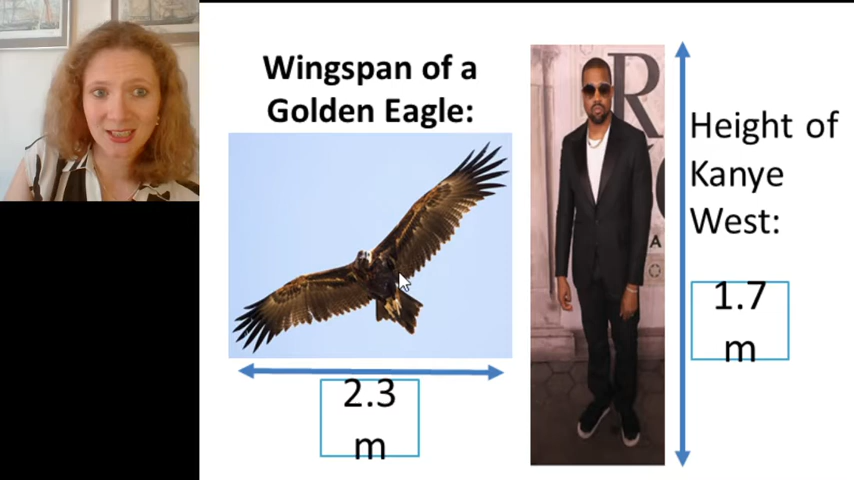 Wingspan of a
Golden Eagle:
2.3
m
R
A
Height of
Kanye
West:
1.7
m